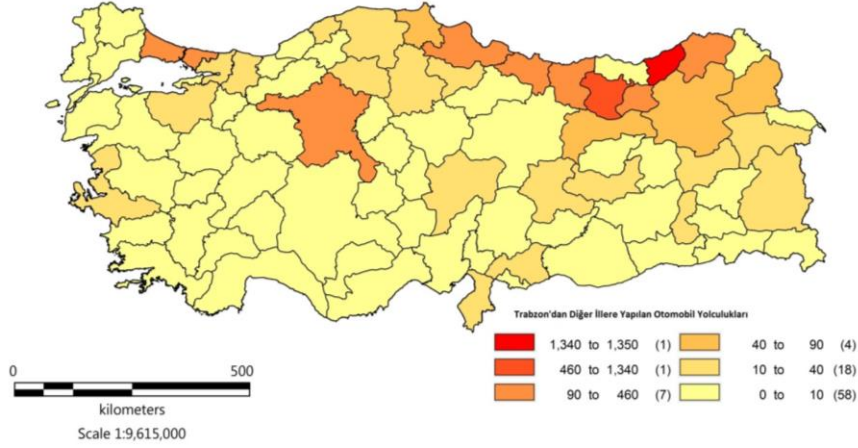 Trabzon'dan Diğer İllere Yapılan Otomobil Yolculukları
1,340 to 1,350 (1)
460 to 1,340 (1)
90 to 460 (7)
40 to 90 (4)
10 to 40 (18)
0 to 10 (58)
0 500
kilometers
Scale 1:9,615,000